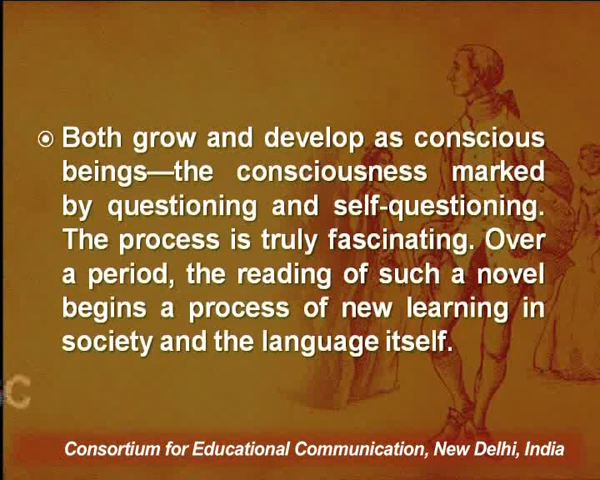 Both grow and develop as conscious
beings—the consciousness marked
by questioning and self-questioning.
The process is truly fascinating. Over
a period, the reading of such a novel
begins a process of new learning in
society and the language itself.
C
Consortium for Educational Communication, New Delhi, India